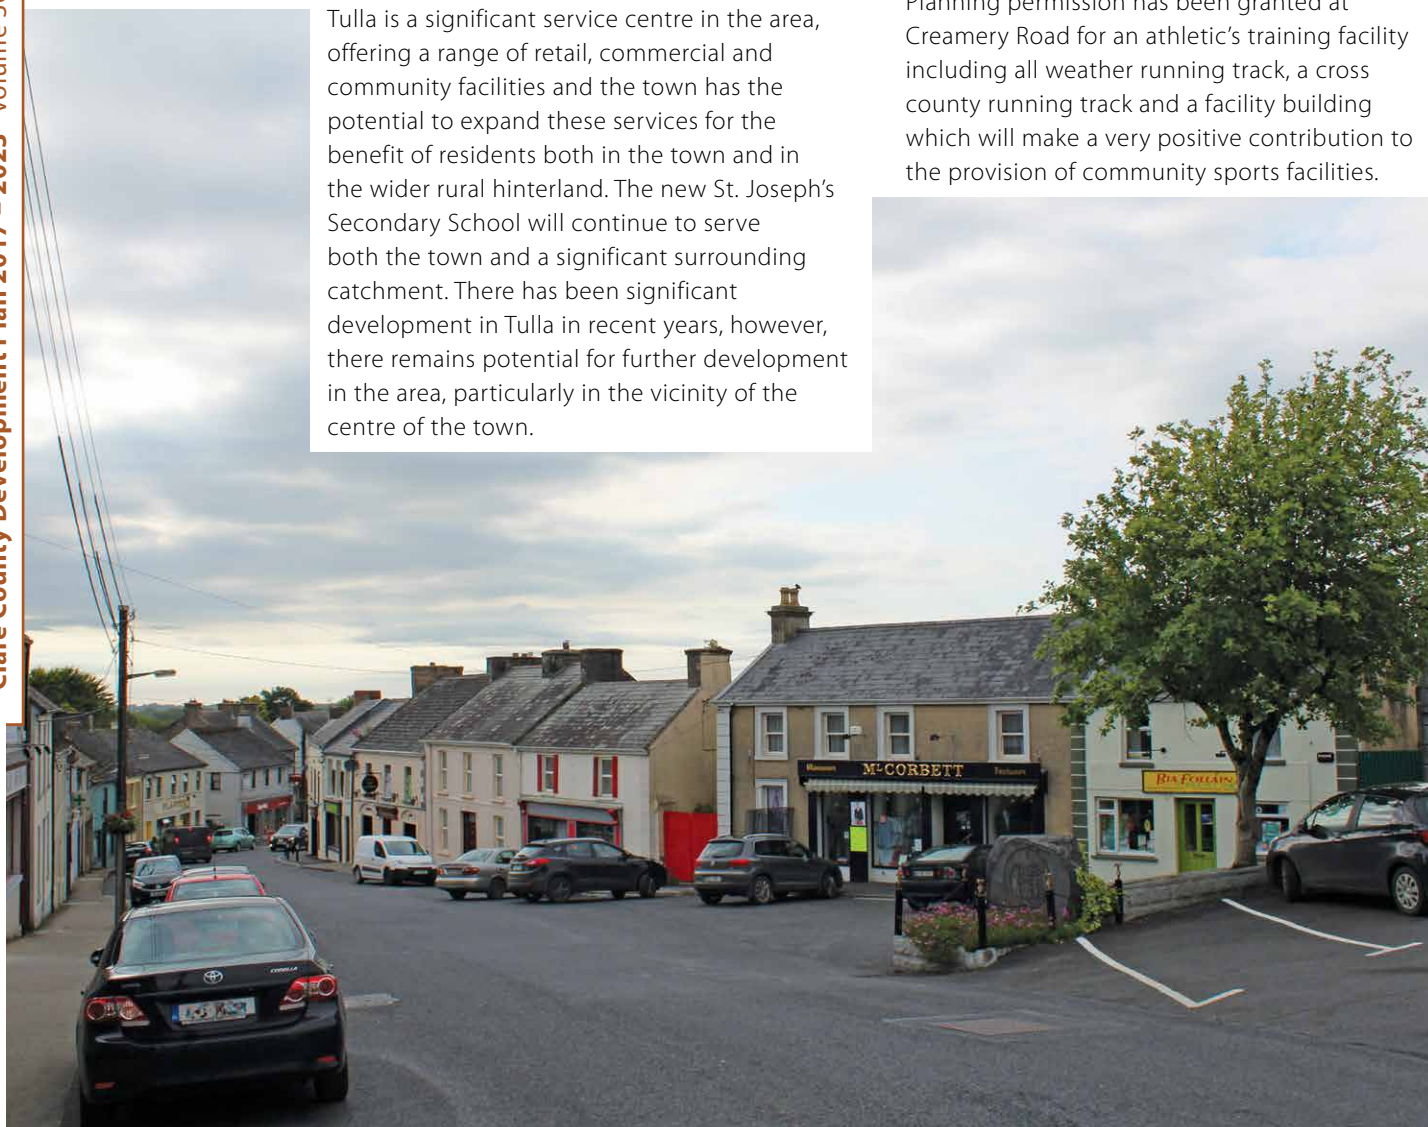 Clare County Development Plan 2017 – 2023
Tulla is a significant service centre in the area,
offering a range of retail, commercial and
community facilities and the town has the
potential to expand these services for the
benefit of residents both in the town and in
the wider rural hinterland. The new St. Joseph’s
Secondary School will continue to serve
both the town and a significant surrounding
catchment. There has been significant
development in Tulla in recent years, however,
there remains potential for further development
in the area, particularly in the vicinity of the
centre of the town.
Planning permission has been granted at
Creamery Road for an athletic’s training facility
including all weather running track, a cross
county running track and a facility building
which will make a very positive contribution to
the provision of community sports facilities.
McCORBETT
BIA FOLLÁIN
COROLLA